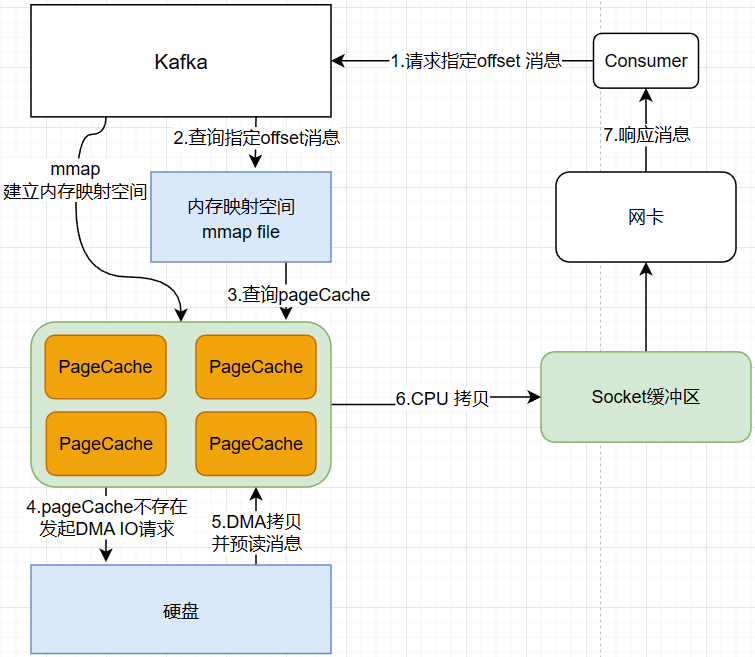 Kafka
1.请求指定offset 消息
Consumer
2.查询指定offset消息
7.响应消息
mmap
建立内存映射空间
内存映射空间
mmap file
网卡
3.查询pageCache
PageCache
PageCache
6.CPU 拷贝
Socket缓冲区
PageCache
PageCache
4.pageCache不存在
发起DMA IO请求
5.DMA拷贝
并预读消息
硬盘